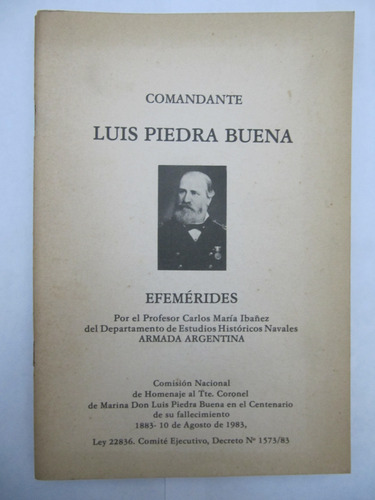 COMANDANTE
LUIS PIEDRA BUENA
EFEMÉRIDES
Por el Profesor Carlos María Ibañez
del Departamento de Estudios Históricos Navales
ARMADA ARGENTINA
Comisión Nacional
de Homenaje al Tte. Coronel
de Marina Don Luis Piedra Buena en el Centenario
de su fallecimiento
1883- 10 de Agosto de 1983,
Ley 22836. Comité Ejecutivo, Decreto Nº 1573/83